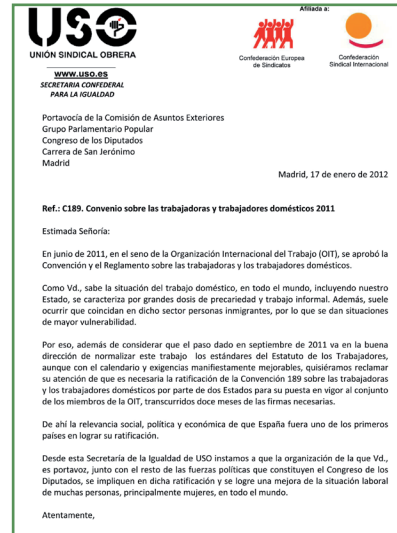 USO
UNIÓN SINDICAL OBRERA
www.uso.es
SECRETARIA CONFEDERAL
PARA LA IGUALDAD
Afiliada a:
Confederación Europea
de Sindicatos
Confederación
Sindical Internacional
Portavocía de la Comisión de Asuntos Exteriores
Grupo Parlamentario Popular
Congreso de los Diputados
Carrera de San Jerónimo
Madrid
Madrid, 17 de enero de 2012
Ref.: C189. Convenio sobre las trabajadoras y trabajadores domésticos 2011
Estimada Señoría:
En junio de 2011, en el seno de la Organización Internacional del Trabajo (OIT), se aprobó la
Convención y el Reglamento sobre las trabajadoras y los trabajadores domésticos.
Como Vd., sabe la situación del trabajo doméstico, en todo el mundo, incluyendo nuestro
Estado, se caracteriza por grandes dosis de precariedad y trabajo informal. Además, suele
ocurrir que coincidan en dicho sector personas inmigrantes, por lo que se dan situaciones
de mayor vulnerabilidad.
Por eso, además de considerar que el paso dado en septiembre de 2011 va en la buena
dirección de normalizar este trabajo los estándares del Estatuto de los Trabajadores,
aunque con el calendario y exigencias manifiestamente mejorables, quisiéramos reclamar
su atención de que es necesaria la ratificación de la Convención 189 sobre las trabajadoras
y los trabajadores domésticos por parte de dos Estados para su puesta en vigor al conjunto
de los miembros de la OIT, transcurridos doce meses de las firmas necesarias.
De ahí la relevancia social, política y económica de que España fuera uno de los primeros
países en lograr su ratificación.
Desde esta Secretaría de la Igualdad de USO instamos a que la organización de la que Vd.,
es portavoz, junto con el resto de las fuerzas políticas que constituyen el Congreso de los
Diputados, se impliquen en dicha ratificación y se logre una mejora de la situación laboral
de muchas personas, principalmente mujeres, en todo el mundo.
Atentamente,